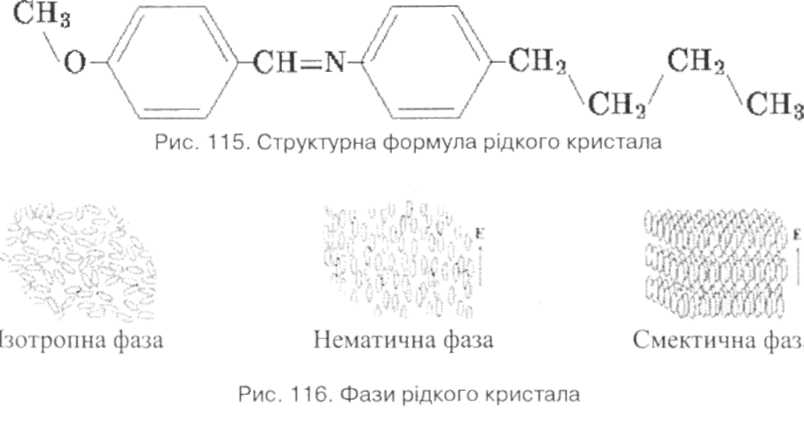 CH₃
O
CH=N
CH₂
CH₂
CH₂
CH₃
Рис. 115. Структурна формула рідкого кристала
E
E
Ізотропна фаза
Нематична фаза
Смектична фаз
Рис. 116. Фази рідкого кристала